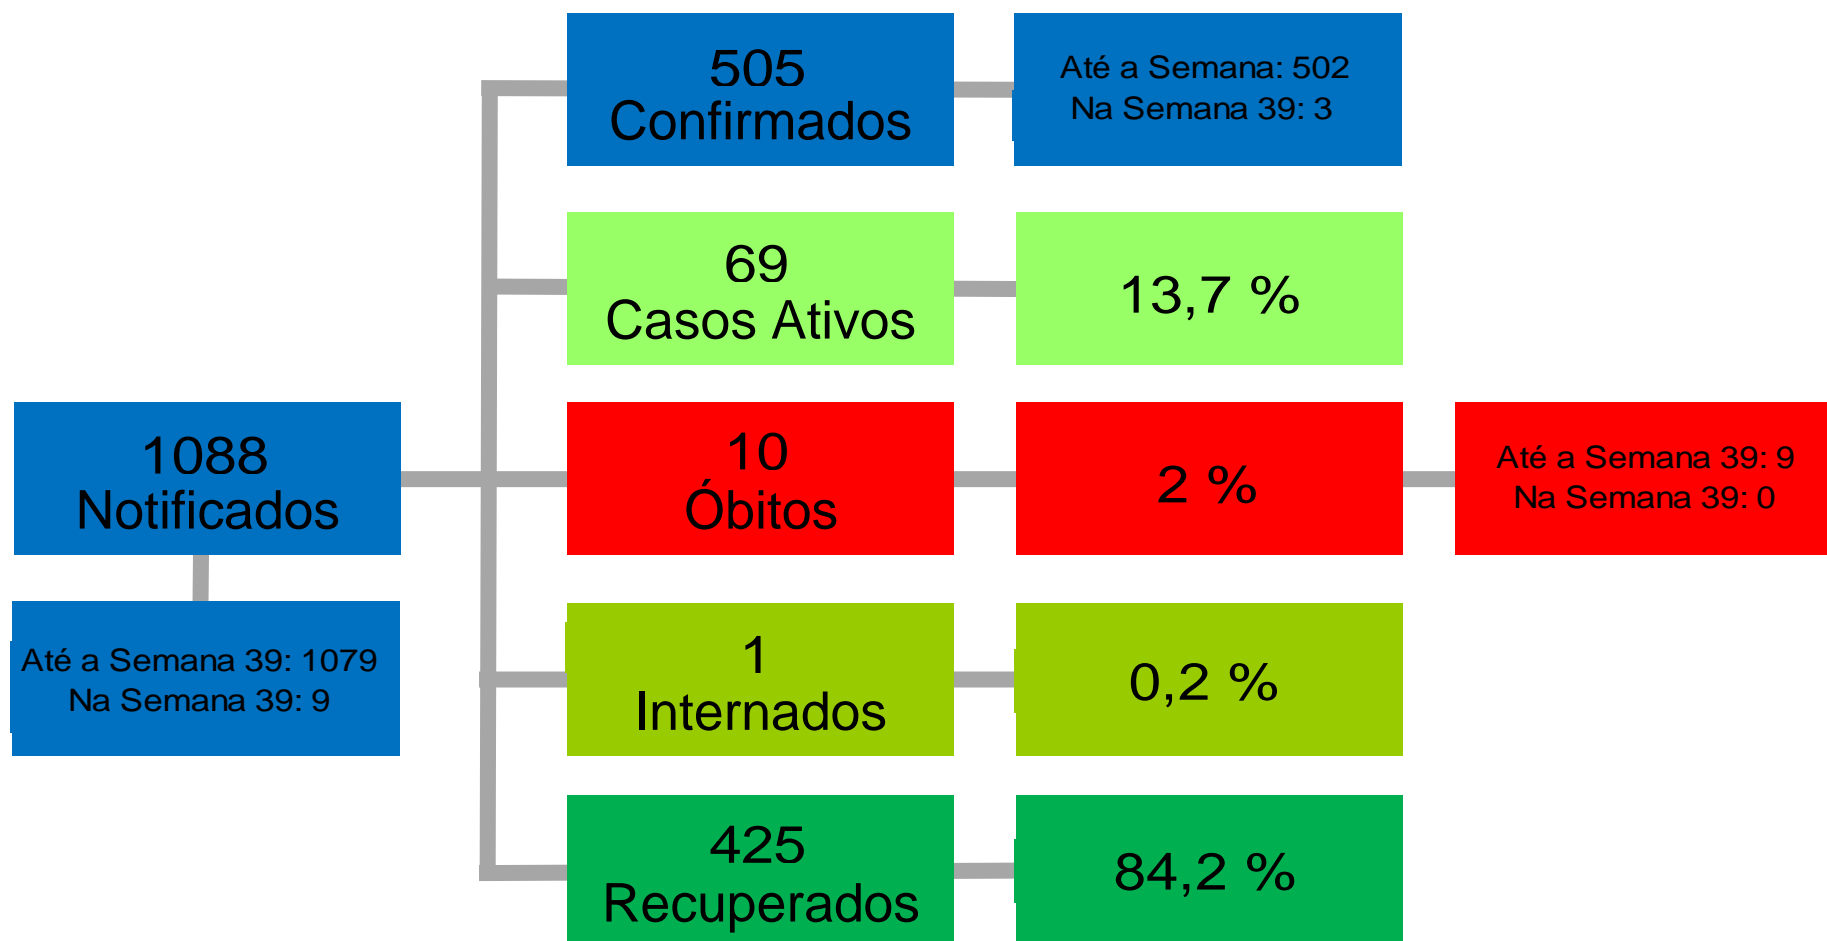 505
Confirmados
Até a Semana: 502
Na Semana 39: 3
69
Casos Ativos
13,7 %
1088
Notificados
10
Óbitos
2 %
Até a Semana 39: 9
Na Semana 39: 0
Até a Semana 39: 1079
Na Semana 39: 9
1
Internados
0,2 %
425
Recuperados
84,2 %